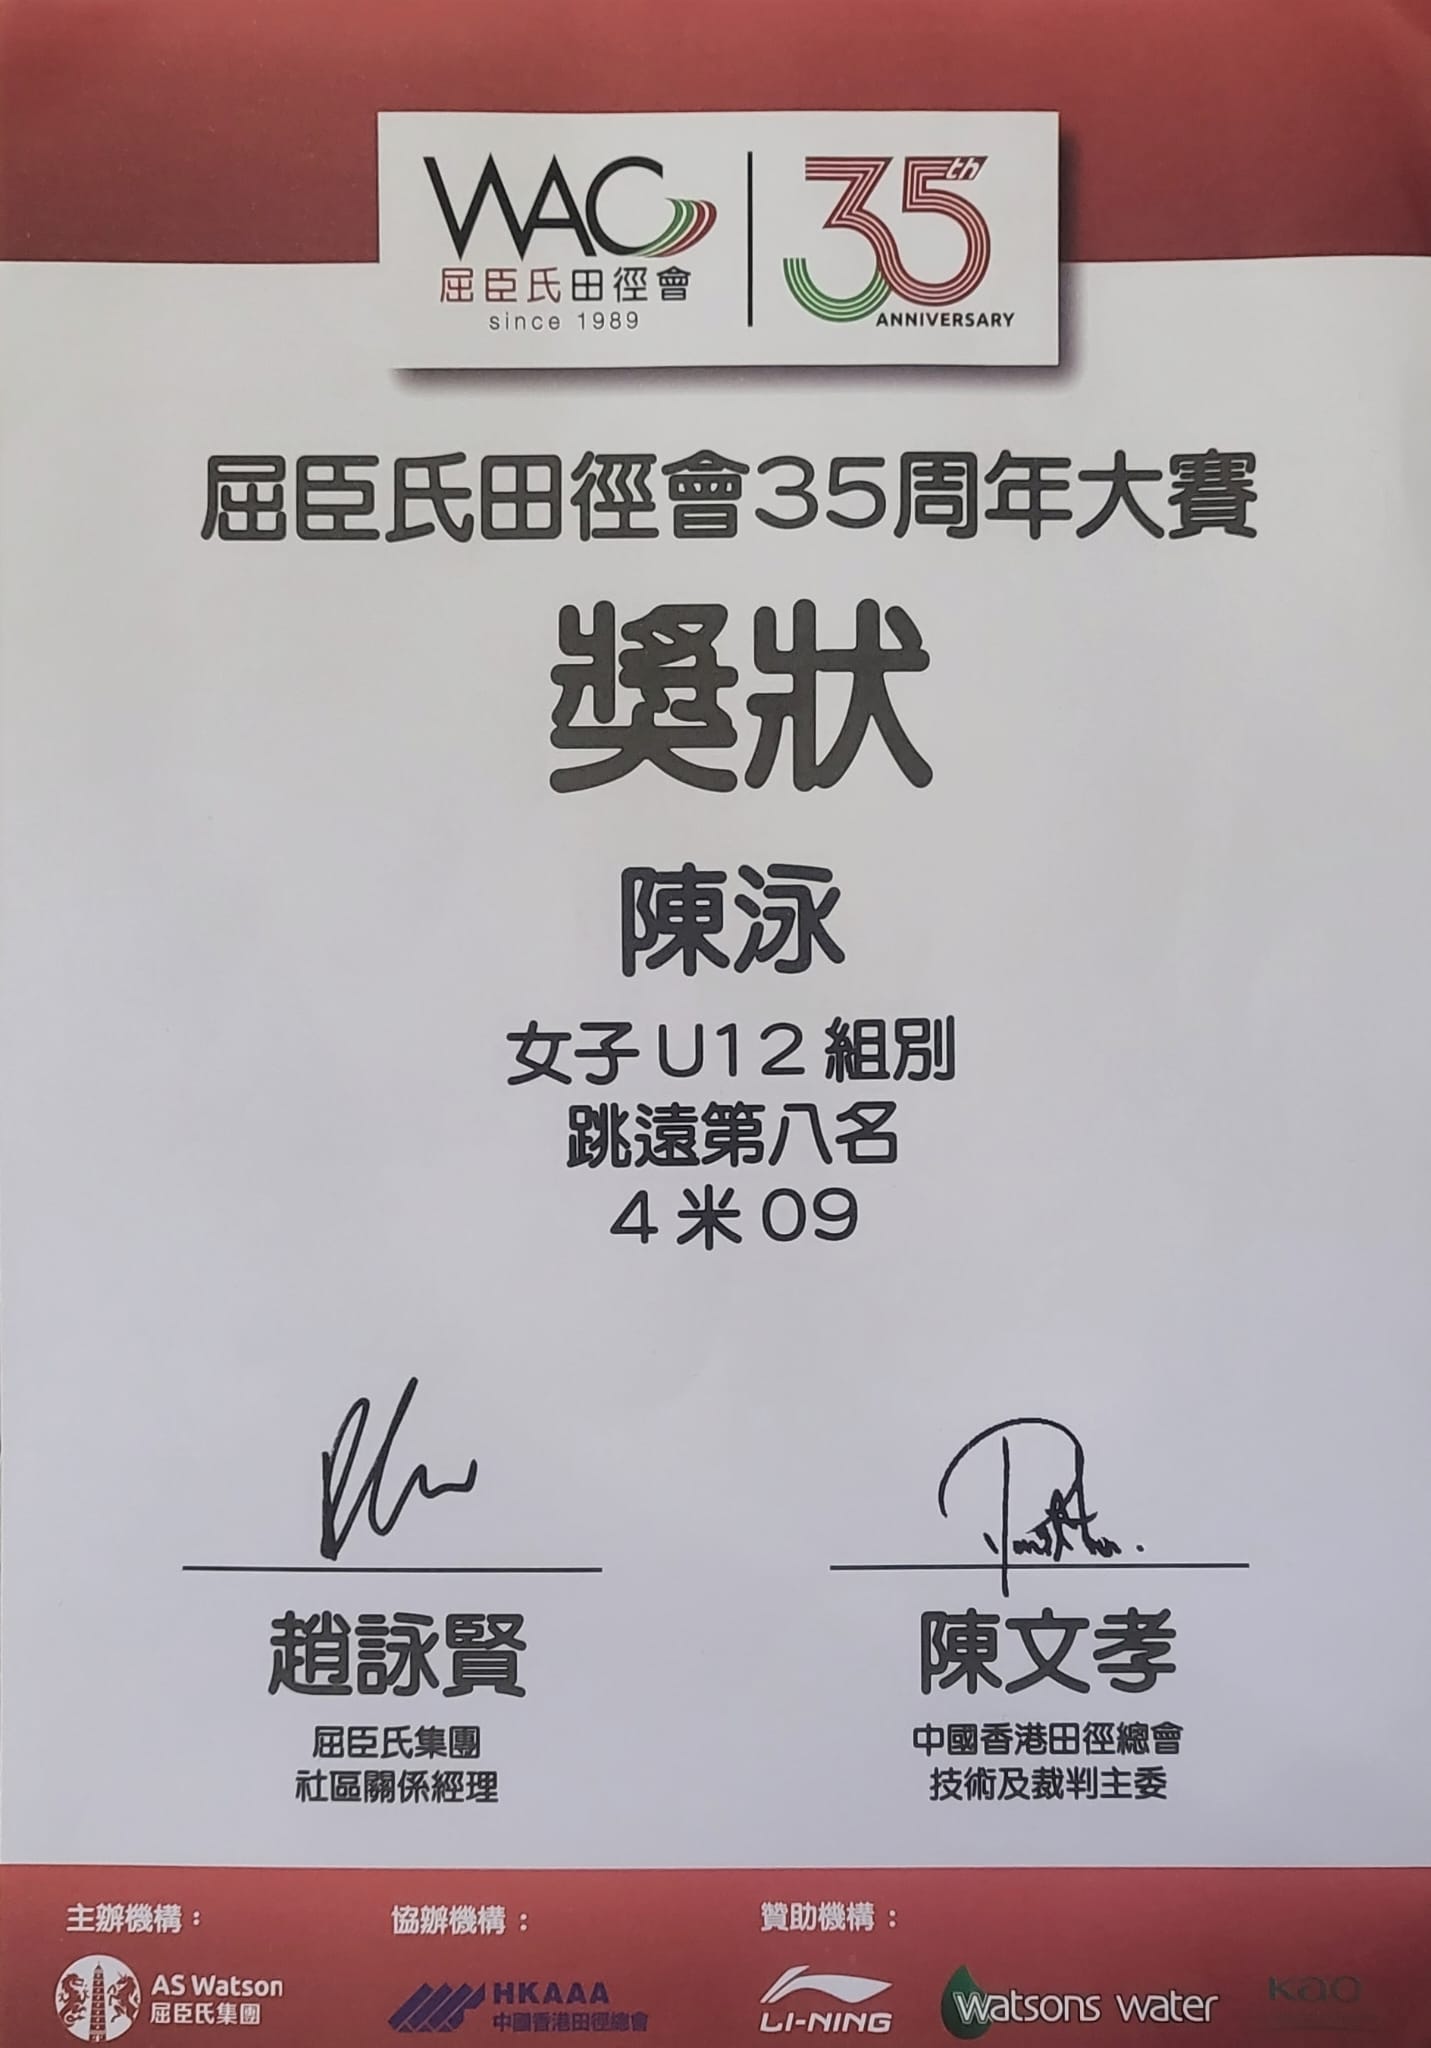 WAC
屈臣氏田徑會
since 1989
35th
ANNIVERSARY
屈臣氏田徑會35周年大賽
獎狀
陳泳
女子U12組別
跳遠第八名
4米09
趙詠賢
屈臣氏集團
社區關係經理
陳文孝
中國香港田徑總會
技術及裁判主委
主辦機構：
AS Watson
屈臣氏集團
協辦機構：
HKAAA
中國香港田徑總會
贊助機構：
LI-NING
watsons water
Kao